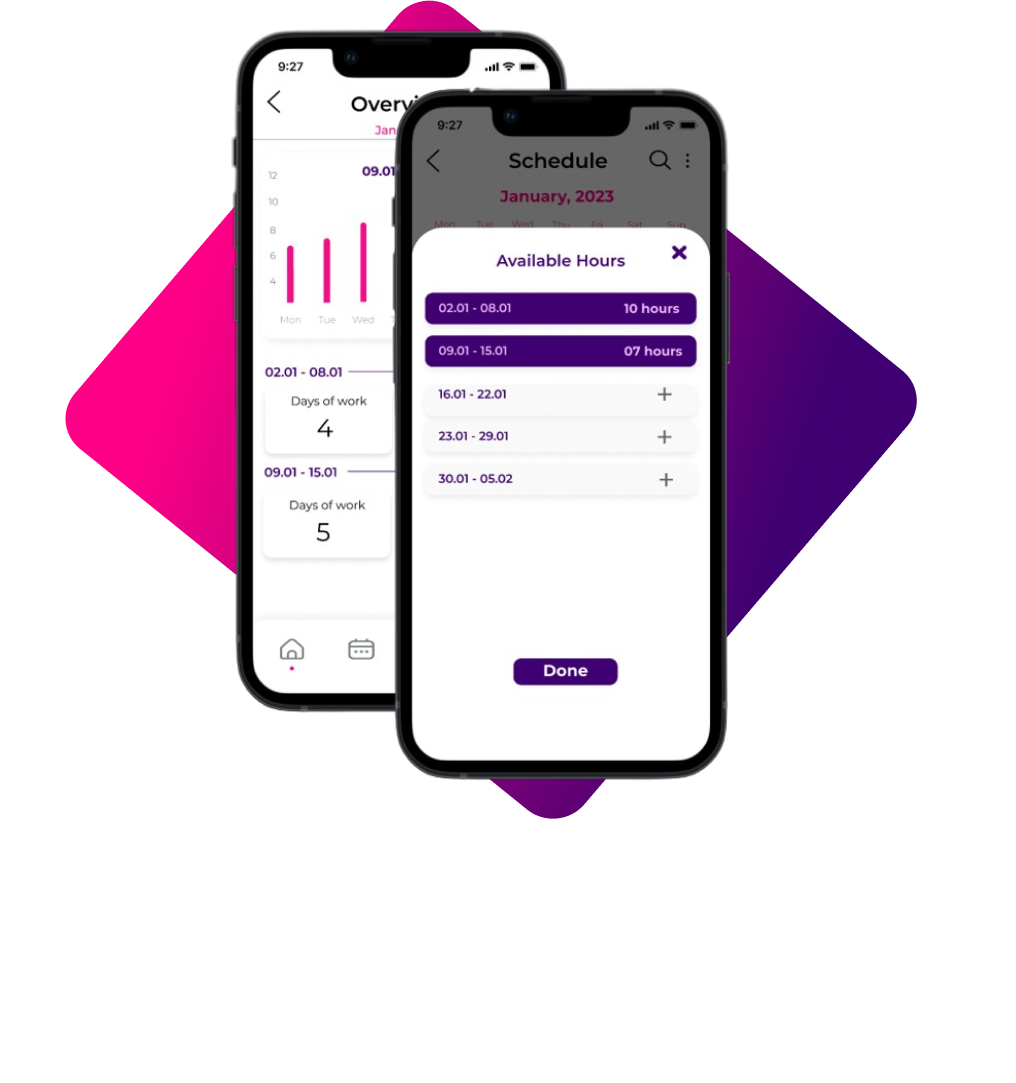 9:27
Overvi
Jan
09.01
12
10
8
6
4
Mon Tue Wed
02.01 - 08.01
Days of work
4
09.01 - 15.01
Days of work
5
9:27
Schedule
January, 2023
Mon Tue Wed Thu Fri Sat Sun
Available Hours
02.01 - 08.01 10 hours
09.01 - 15.01 07 hours
16.01 - 22.01 +
23.01 - 29.01 +
30.01 - 05.02 +
Done